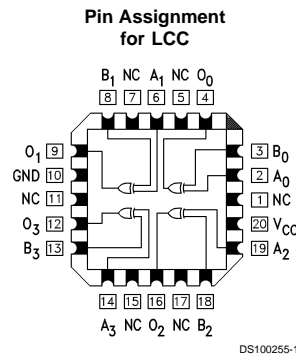 Pin Assignment
for LCC
B1 NC A1 NC O0
8 7 6 5 4
O1 9
GND 10
NC 11
O3 12
B3 13
3 B0
2 A0
1 NC
20 VCC
19 A2
14 15 16 17 18
A3 NC O2 NC B2
DS100255-1